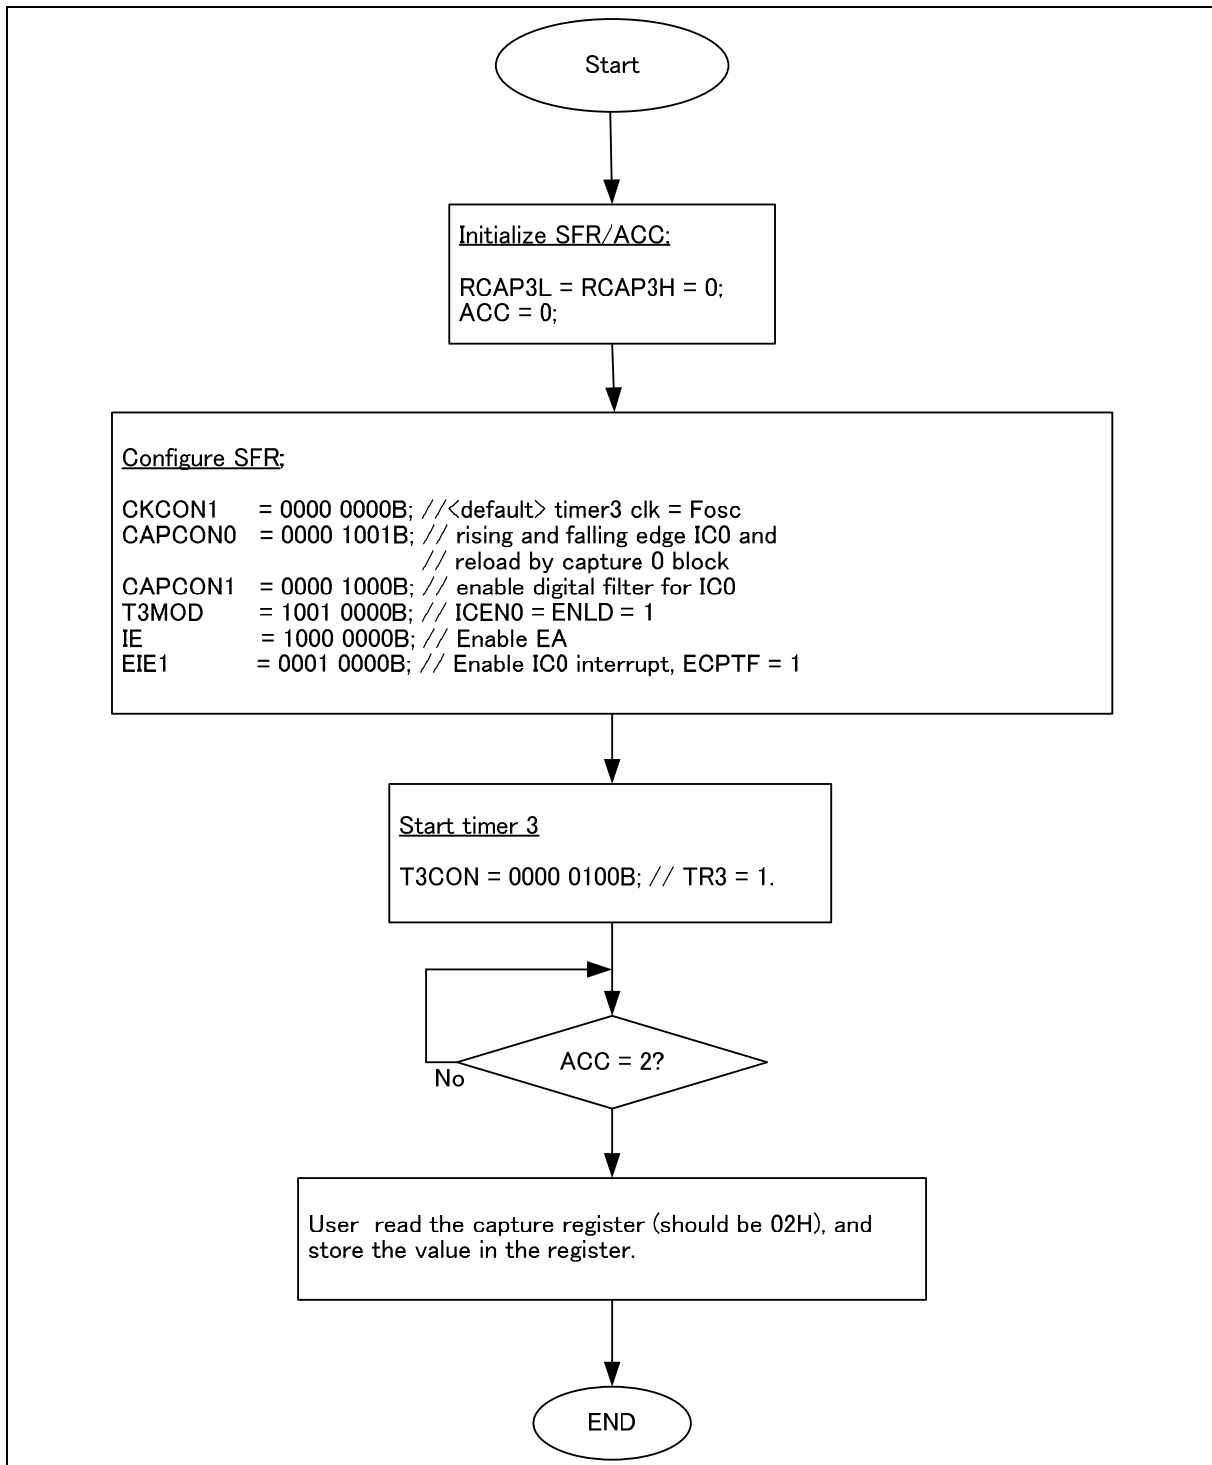 Start
Initialize SFR/ACC;
RCAP3L = RCAP3H = 0;
ACC = 0;
Configure SFR;
CKCON1 = 0000 0000B; //<default> timer3 clk = Fosc
CAPCON0 = 0000 1001B; // rising and falling edge IC0 and
// reload by capture 0 block
CAPCON1 = 0000 1000B; // enable digital filter for IC0
T3MOD = 1001 0000B; // ICEN0 = ENLD = 1
IE = 1000 0000B; // Enable EA
EIE1 = 0001 0000B; // Enable IC0 interrupt, ECPTF = 1
Start timer 3
T3CON = 0000 0100B; // TR3 = 1.
ACC = 2?
No
User read the capture register (should be 02H), and
store the value in the register.
END